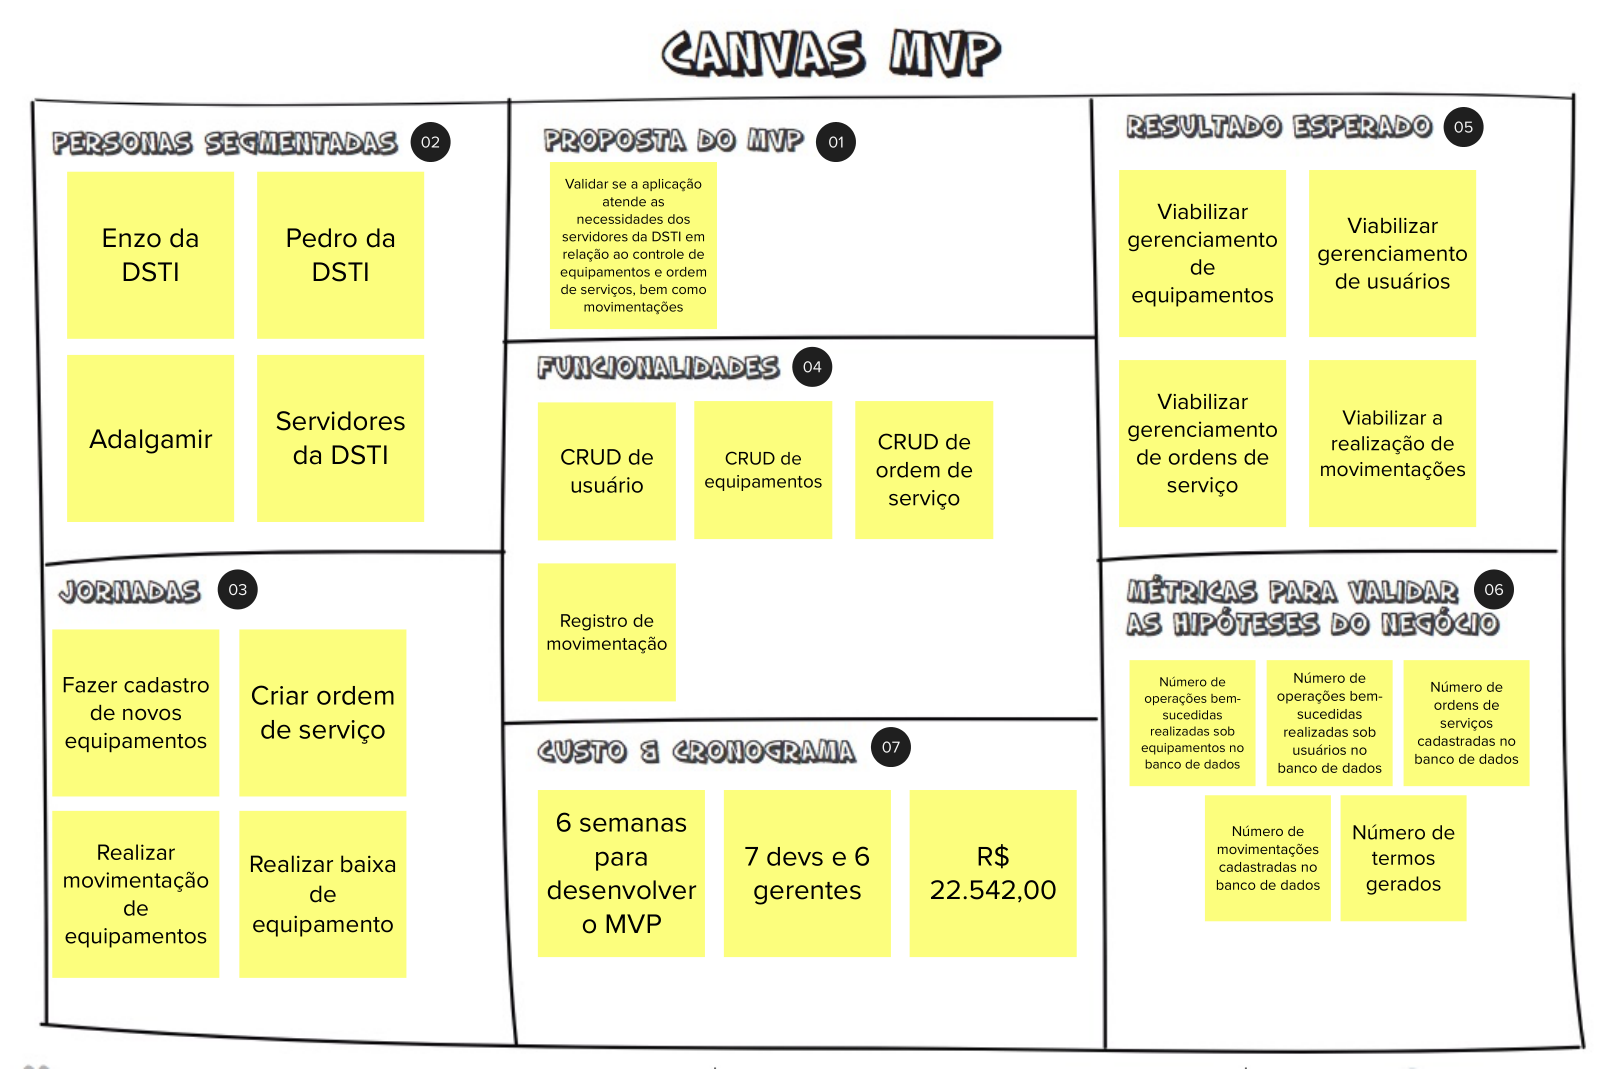 CANVAS MVP
PERSONAS SEGMENTADAS 02
Enzo da
DSTI
Pedro da
DSTI
Adalgamir
Servidores
da DSTI
PROPOSTA DO MVP 01
Validar se a aplicação
atende as
necessidades dos
servidores da DSTI em
relação ao controle de
equipamentos e ordem
de serviços, bem como
movimentações
RESULTADO ESPERADO 05
Viabilizar
gerenciamento
de
equipamentos
Viabilizar
gerenciamento
de usuários
Viabilizar
gerenciamento
de ordens de
serviço
Viabilizar a
realização de
movimentações
FUNCIONALIDADES 04
CRUD de
usuário
CRUD de
equipamentos
CRUD de
ordem de
serviço
Registro de
movimentação
JORNADAS 03
Fazer cadastro
de novos
equipamentos
Criar ordem
de serviço
Realizar
movimentação
de
equipamentos
Realizar baixa
de
equipamento
CUSTO & CRONOGRAMA 07
6 semanas
para
desenvolver
o MVP
7 devs e 6
gerentes
R$
22.542,00
MÉTRICAS PARA VALIDAR 06
AS HIPÓTESES DO NEGÓCIO
Número de
operações bem-
sucedidas
realizadas sob
equipamentos no
banco de dados
Número de
operações bem-
sucedidas
realizadas sob
usuários no
banco de dados
Número de
ordens de
serviços
cadastradas no
banco de dados
Número de
movimentações
cadastradas no
banco de dados
Número de
termos
gerados